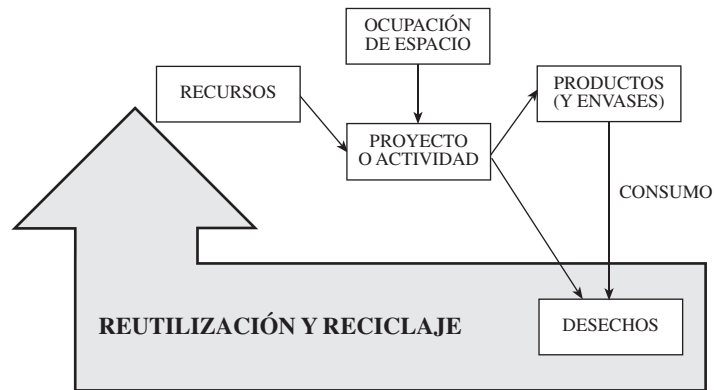 OCUPACIÓN
DE ESPACIO
RECURSOS
PRODUCTOS
(Y ENVASES)
PROYECTO
O ACTIVIDAD
CONSUMO
REUTILIZACIÓN Y RECICLAJE
DESECHOS